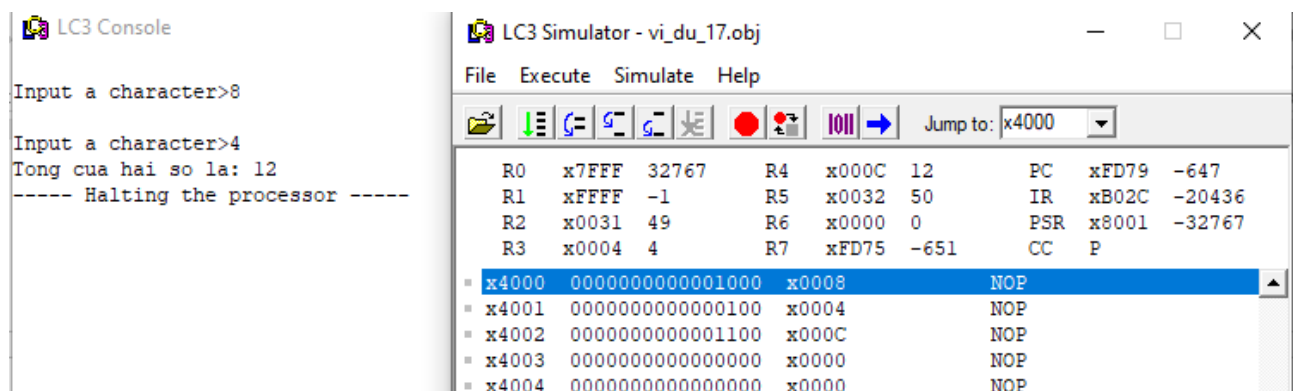 LC3 Console
Input a character>8
Input a character>4
Tong cua hai so la: 12
----- Halting the processor -----
LC3 Simulator - vi_du_17.obj
File Execute Simulate Help
Jump to: x4000
R0 x7FFF 32767 R4 x000C 12 PC xFD79 -647
R1 xFFFF -1 R5 x0032 50 IR xB02C -20436
R2 x0031 49 R6 x0000 0 PSR x8001 -32767
R3 x0004 4 R7 xFD75 -651 CC P
x4000 0000000000001000 x0008 NOP
x4001 0000000000000100 x0004 NOP
x4002 0000000000001100 x000C NOP
x4003 0000000000000000 x0000 NOP
x4004 0000000000000000 x0000 NOP